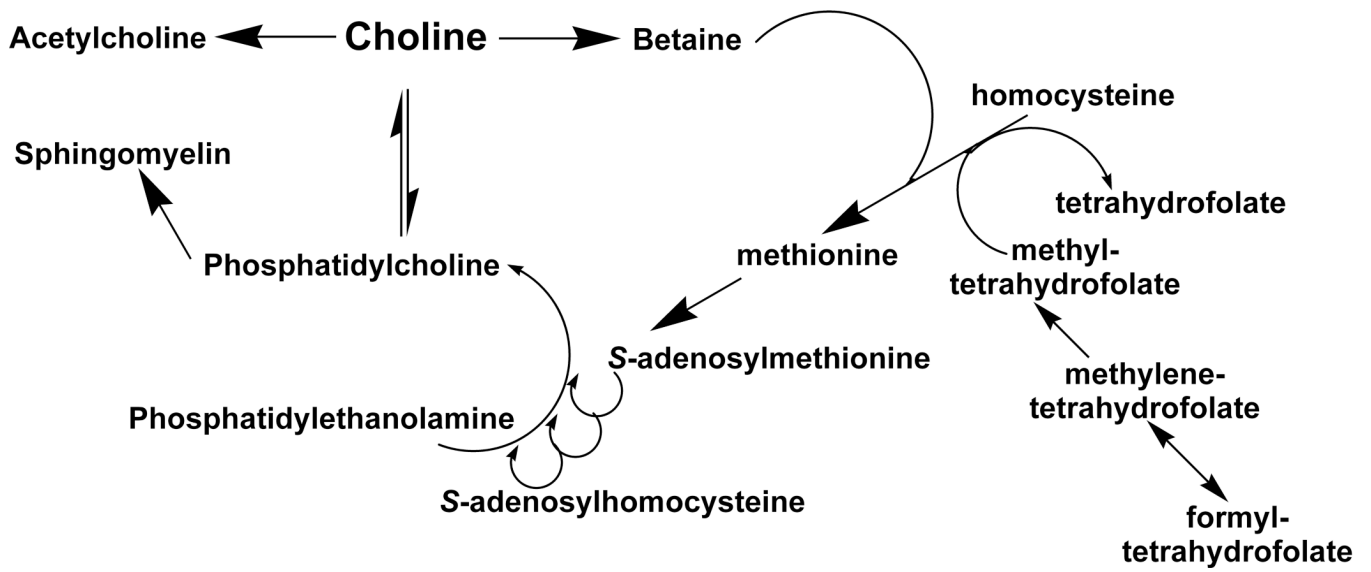 Acetylcholine
Choline
Betaine
homocysteine
Sphingomyelin
tetrahydrofolate
Phosphatidylcholine
methionine
methyl-
tetrahydrofolate
S-adenosylmethionine
methylene-
tetrahydrofolate
Phosphatidylethanolamine
S-adenosylhomocysteine
formyl-
tetrahydrofolate